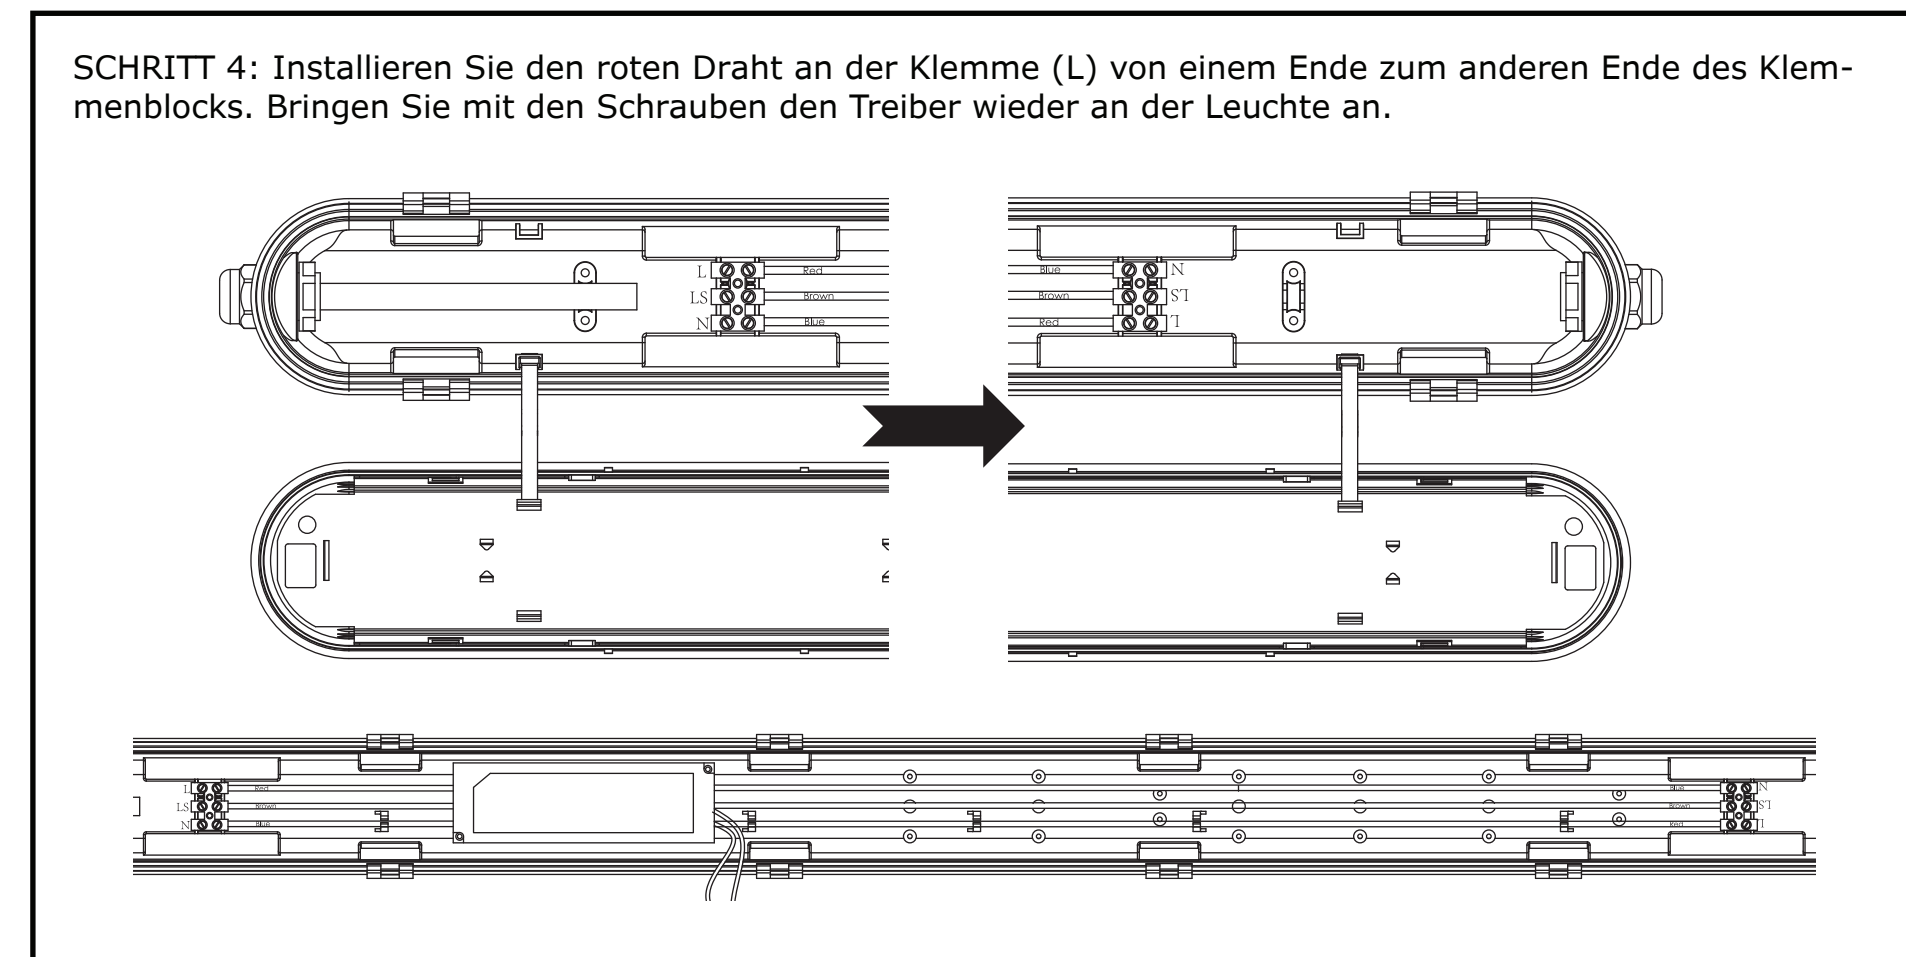 SCHRITT 4: Installieren Sie den roten Draht an der Klemme (L) von einem Ende zum anderen Ende des Klem-
menblocks. Bringen Sie mit den Schrauben den Treiber wieder an der Leuchte an.
L Red
LS Brown
N Blue
Blue N
Brown LS
Red L
L Red
LS Brown
N Blue
Blue N
Brown LS
Red L